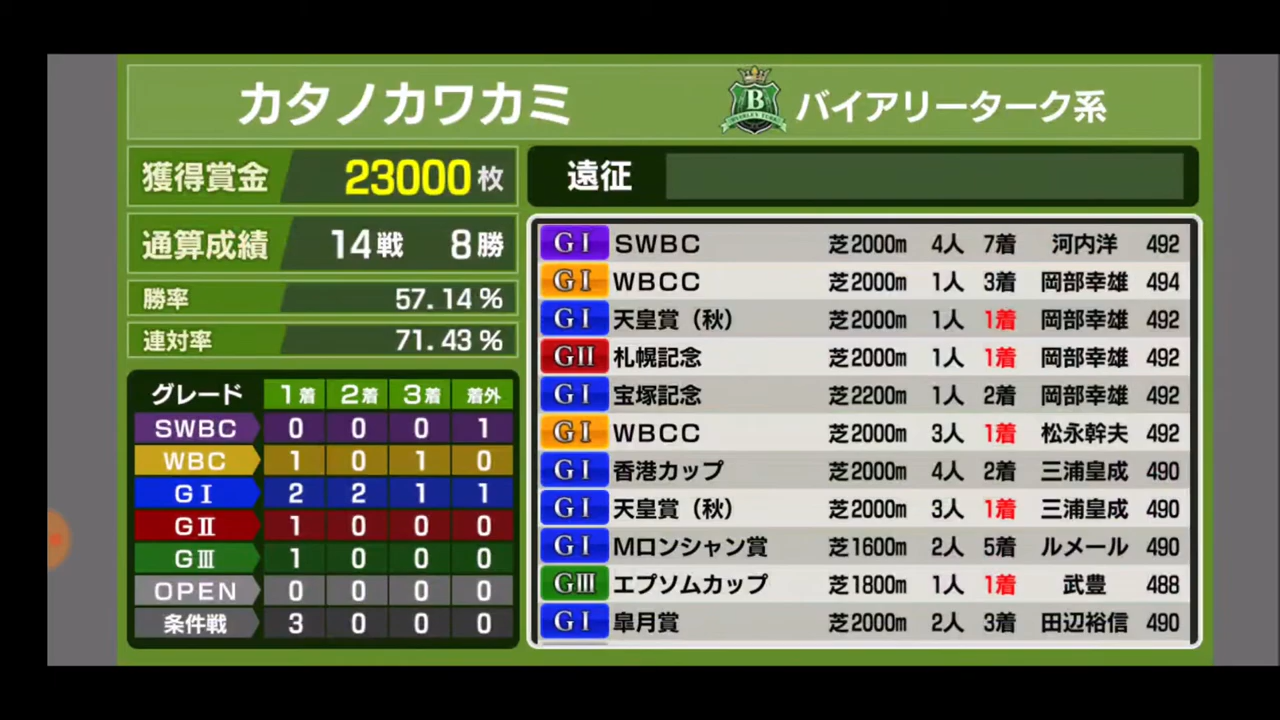 カタノカワカミ
B
バイアリーターク系
獲得賞金 23000枚
通算成績 14戦 8勝
勝率 57.14%
連対率 71.43%
グレード 1着 2着 3着 着外
SWBC 0 0 0 1
WBC 1 0 1 0
GI 2 2 1 1
GII 1 0 0 0
GIII 1 0 0 0
OPEN 0 0 0 0
条件戦 3 0 0 0
遠征
GI SWBC 芝2000m 4人 7着 河内洋 492
GI WBCC 芝2000m 1人 3着 岡部幸雄 494
GI 天皇賞(秋) 芝2000m 1人 1着 岡部幸雄 492
GII 札幌記念 芝2000m 1人 1着 岡部幸雄 492
GI 宝塚記念 芝2200m 1人 2着 岡部幸雄 492
GI WBCC 芝2000m 3人 1着 松永幹夫 492
GI 香港カップ 芝2000m 4人 2着 三浦皇成 490
GI 天皇賞(秋) 芝2000m 3人 1着 三浦皇成 490
GI Mロンシャン賞 芝1600m 2人 5着 ルメール 490
GIII エプソムカップ 芝1800m 1人 1着 武豊 488
GI 皐月賞 芝2000m 2人 3着 田辺裕信 490